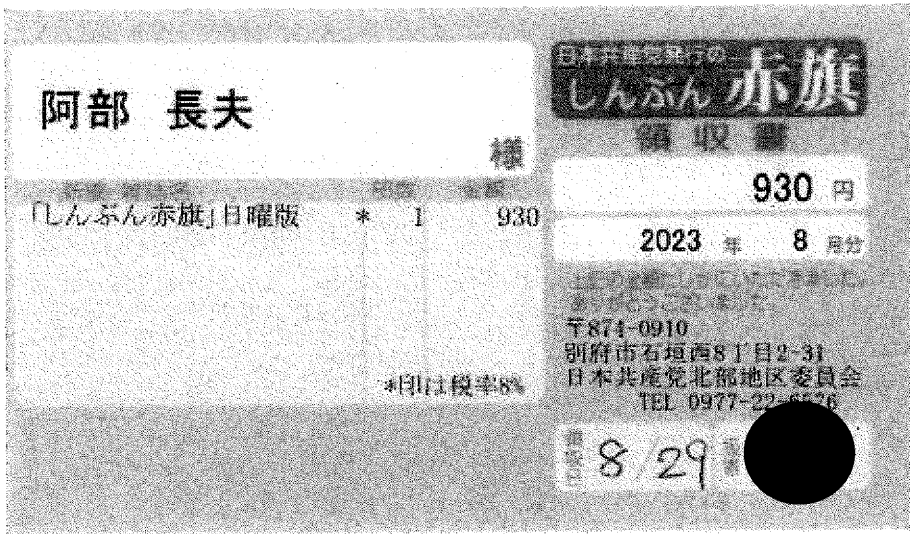 阿部 長夫
様
「しんぶん赤旗」日曜版 * 1 930
*印は税率8%
日本共産党発行の
しんぶん赤旗
領収書
930 円
2023 年 8 月分
〒874-0910
別府市石垣西8丁目2-31
日本共産党北部地区委員会
TEL 0977-22-6576
8/29